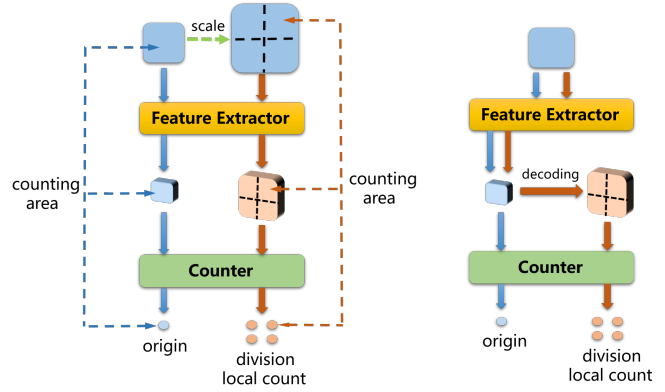 scale
Feature Extractor
counting
area
counting
area
Counter
origin
division
local count
Feature Extractor
decoding
Counter
origin
division
local count